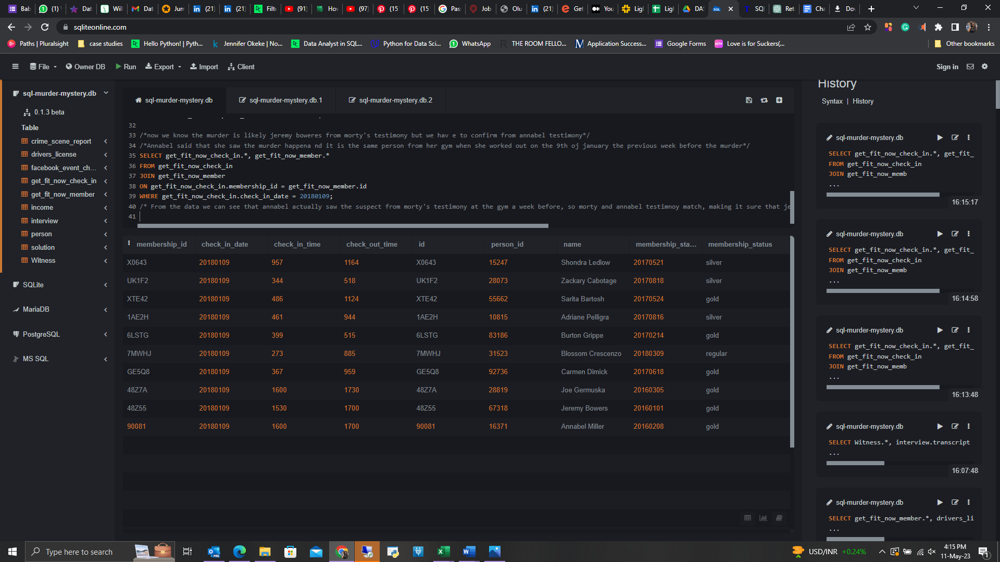 Bal
(1)
Dat
Wil
Dat
Jum
(21)
(21)
Filt
(91)
Ho
(97)
(15
(15
Pas
Job
Olu
(21)
Get
You
Lig
Lig
DA
SQ
Ret
Cha
Do
sqliteonline.com
Paths | Pluralsight
case studies
Hello Python! | Pyth...
Jennifer Okeke | No...
Data Analyst in SQL...
Python for Data Sci...
WhatsApp
THE ROOM FELLO...
Application Success...
Google Forms
Love is for Suckers(...
Other bookmarks
File
Owner DB
Run
Export
Import
Client
Sign in
sql-murder-mystery.db
0.1.3 beta
Table
crime_scene_report
drivers_license
facebook_event_ch...
get_fit_now_check_in
get_fit_now_member
income
interview
person
solution
Witness
SQLite
MariaDB
PostgreSQL
MS SQL
sql-murder-mystery.db
sql-murder-mystery.db.1
sql-murder-mystery.db.2
32
33 /*now we know the murder is likely jeremy boweres from morty's testimony but we hav e to confirm from annabel testimony*/
34 /*Annabel said that she saw the murder happena nd it is the same person from her gym when she worked out on the 9th oj january the previous week before the murder*/
35 SELECT get_fit_now_check_in.*, get_fit_now_member.*
36 FROM get_fit_now_check_in
37 JOIN get_fit_now_member
38 ON get_fit_now_check_in.membership_id = get_fit_now_member.id
39 WHERE get_fit_now_check_in.check_in_date = 20180109;
40 /* From the data we can see that annabel actually saw the suspect from morty's testimony at the gym a week before, so morty and annabel testimnoy match, making it sure that je
41
membership_id check_in_date check_in_time check_out_time id person_id name membership_sta... membership_status
X0643 20180109 957 1164 X0643 15247 Shondra Ledlow 20170521 silver
UK1F2 20180109 344 518 UK1F2 28073 Zackary Cabotage 20170818 silver
XTE42 20180109 486 1124 XTE42 55662 Sarita Bartosh 20170524 gold
1AE2H 20180109 461 944 1AE2H 10815 Adriane Pelligra 20170816 silver
6LSTG 20180109 399 515 6LSTG 83186 Burton Grippe 20170214 gold
7MWHJ 20180109 273 885 7MWHJ 31523 Blossom Crescenzo 20180309 regular
GE5Q8 20180109 367 959 GE5Q8 92736 Carmen Dimick 20170618 gold
48Z7A 20180109 1600 1730 48Z7A 28819 Joe Germuska 20160305 gold
48Z55 20180109 1530 1700 48Z55 67318 Jeremy Bowers 20160101 gold
90081 20180109 1600 1700 90081 16371 Annabel Miller 20160208 gold
History
Syntax | History
sql-murder-mystery.db
SELECT get_fit_now_check_in.*, get_fit_
FROM get_fit_now_check_in
JOIN get_fit_now_memb
...
16:15:17
sql-murder-mystery.db
SELECT get_fit_now_check_in.*, get_fit_
FROM get_fit_now_check_in
JOIN get_fit_now_memb
...
16:14:58
sql-murder-mystery.db
SELECT get_fit_now_check_in.*, get_fit_
FROM get_fit_now_check_in
JOIN get_fit_now_memb
...
16:13:48
sql-murder-mystery.db
SELECT Witness.*, interview.transcript
...
16:07:48
sql-murder-mystery.db
SELECT get_fit_now_member.*, drivers_li
...
Type here to search
USD/INR +0.24%
4:15 PM
11-May-23
1